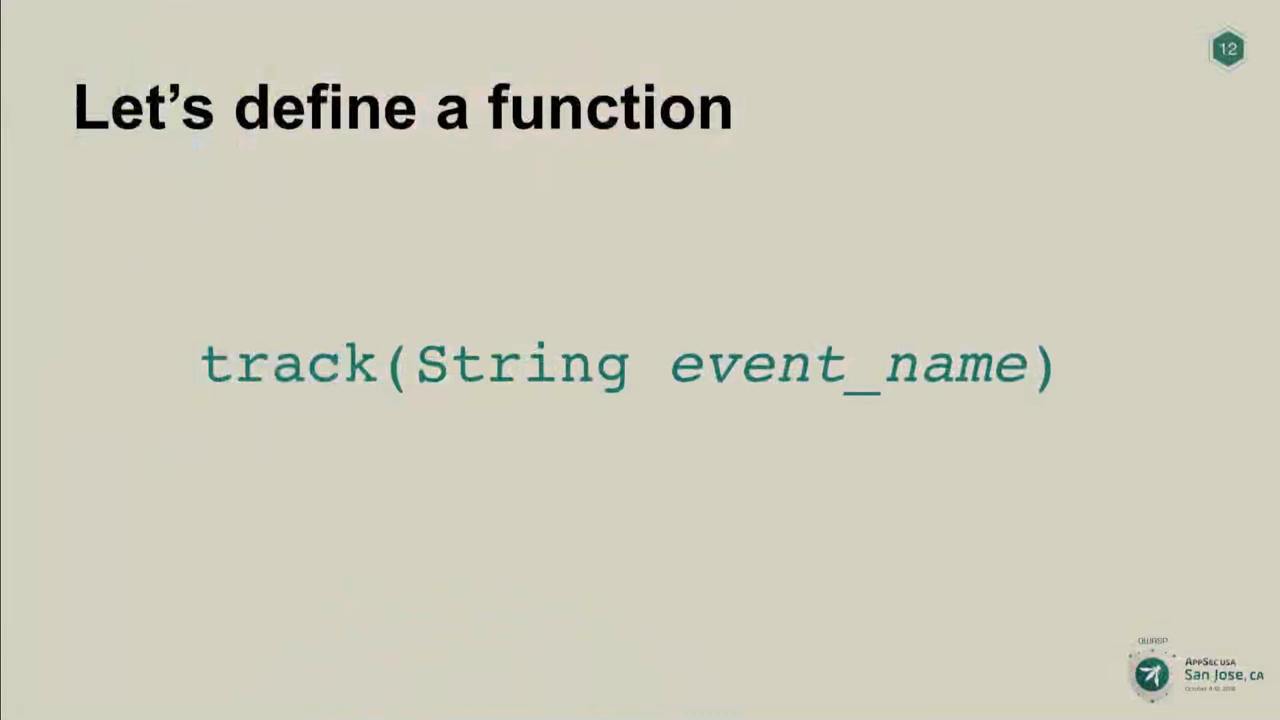 12
Let’s define a function
track(String event_name)
OWASP
AppSec USA
San Jose, CA